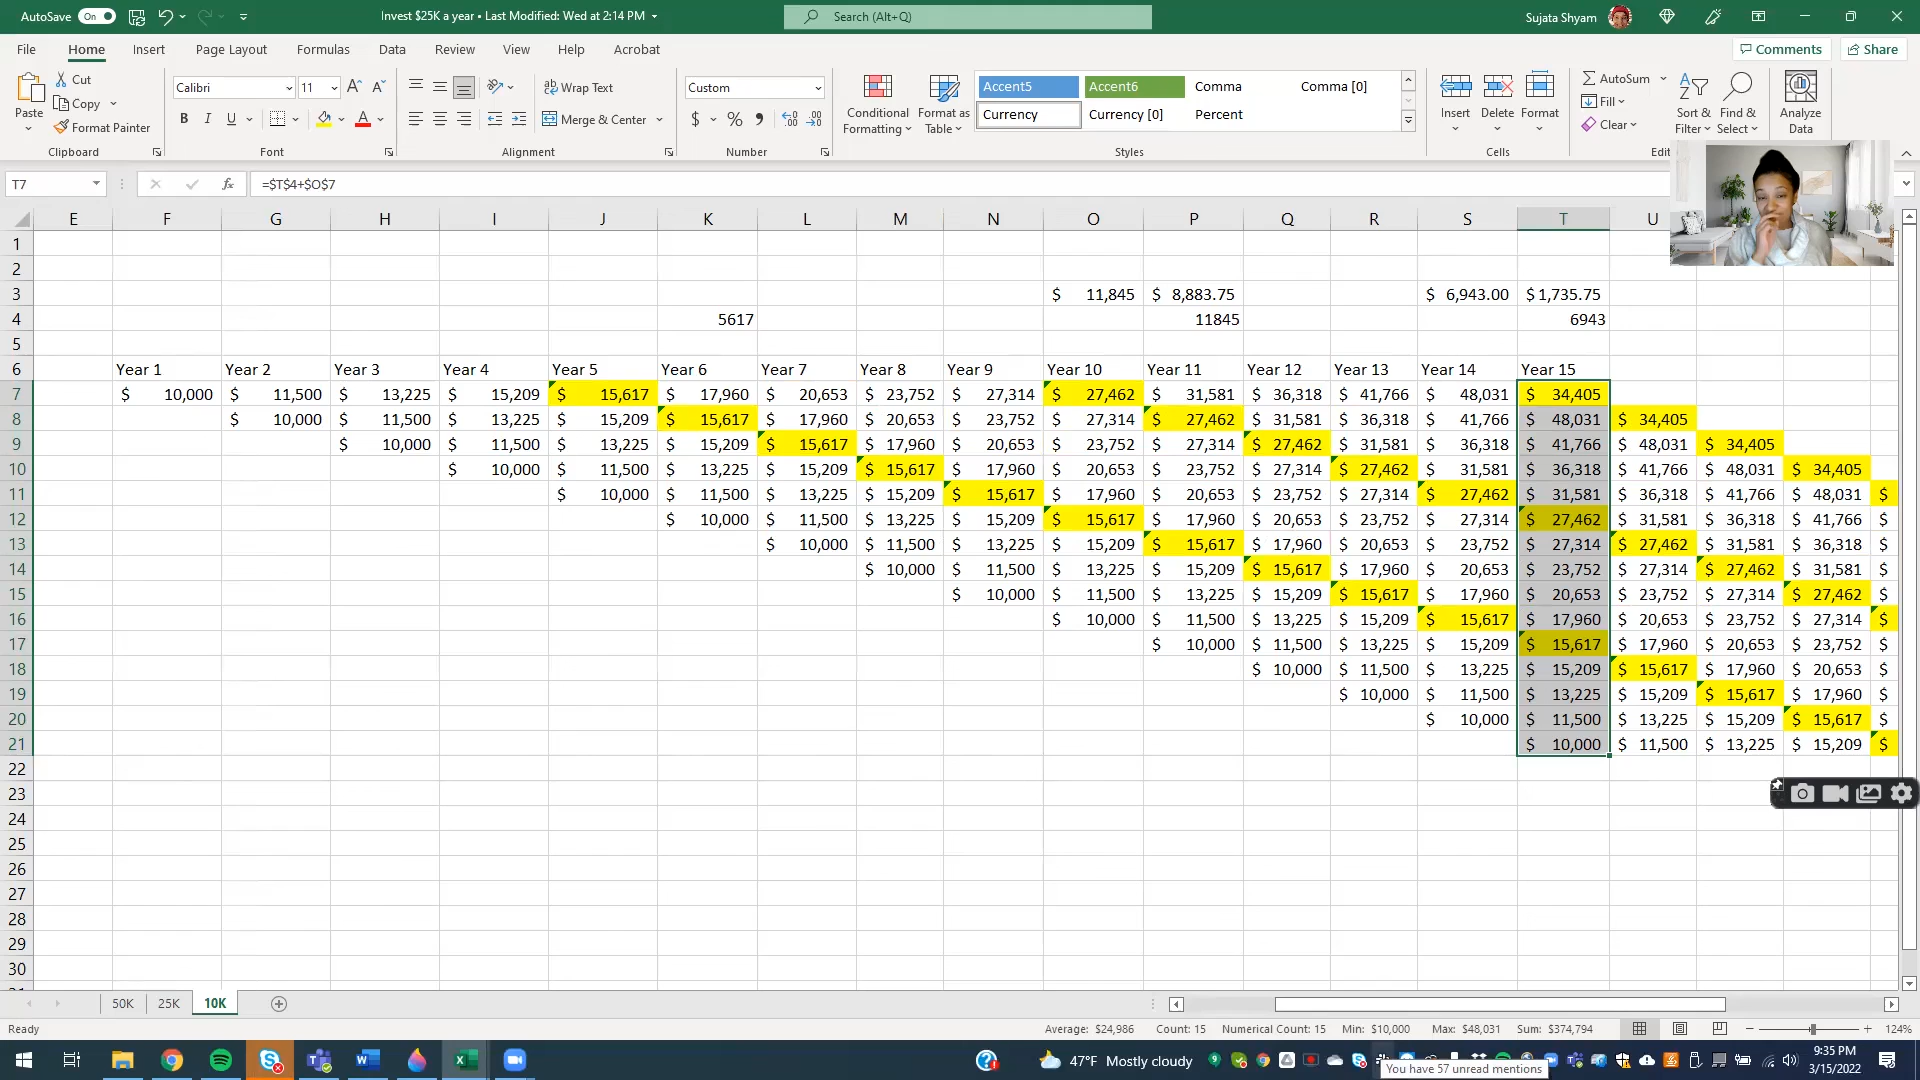 AutoSave On Invest $25K a year • Last Modified: Wed at 2:14 PM Search (Alt+Q) Sujata Shyam
File Home Insert Page Layout Formulas Data Review View Help Acrobat Comments Share
Paste Cut Copy Format Painter Clipboard
Calibri 11 A A B I U A Font
ab Wrap Text Merge & Center Alignment
Custom $ % 9 Number
Conditional Formatting Format as Table Accent5 Accent6 Comma Comma [0]
Currency Currency [0] Percent Styles
Insert Delete Format Cells
AutoSum Fill Clear Sort & Filter Find & Select Edit
Analyze Data
T7 fx =$T$4+$O$7
E F G H I J K L M N O P Q R S T U
1
2
3 $ 11,845 $ 8,883.75 $ 6,943.00 $ 1,735.75
4 5617 11845 6943
5
6 Year 1 Year 2 Year 3 Year 4 Year 5 Year 6 Year 7 Year 8 Year 9 Year 10 Year 11 Year 12 Year 13 Year 14 Year 15
7 $ 10,000 $ 11,500 $ 13,225 $ 15,209 $ 15,617 $ 17,960 $ 20,653 $ 23,752 $ 27,314 $ 27,462 $ 31,581 $ 36,318 $ 41,766 $ 48,031 $ 34,405
8 $ 10,000 $ 11,500 $ 13,225 $ 15,209 $ 15,617 $ 17,960 $ 20,653 $ 23,752 $ 27,314 $ 27,462 $ 31,581 $ 36,318 $ 41,766 $ 48,031 $ 34,405
9 $ 10,000 $ 11,500 $ 13,225 $ 15,209 $ 15,617 $ 17,960 $ 20,653 $ 23,752 $ 27,314 $ 27,462 $ 31,581 $ 36,318 $ 41,766 $ 48,031 $ 34,405
10 $ 10,000 $ 11,500 $ 13,225 $ 15,209 $ 15,617 $ 17,960 $ 20,653 $ 23,752 $ 27,314 $ 27,462 $ 31,581 $ 36,318 $ 41,766 $ 48,031 $ 34,405
11 $ 10,000 $ 11,500 $ 13,225 $ 15,209 $ 15,617 $ 17,960 $ 20,653 $ 23,752 $ 27,314 $ 27,462 $ 31,581 $ 36,318 $ 41,766 $ 48,031 $
12 $ 10,000 $ 11,500 $ 13,225 $ 15,209 $ 15,617 $ 17,960 $ 20,653 $ 23,752 $ 27,314 $ 27,462 $ 31,581 $ 36,318 $ 41,766 $
13 $ 10,000 $ 11,500 $ 13,225 $ 15,209 $ 15,617 $ 17,960 $ 20,653 $ 23,752 $ 27,314 $ 27,462 $ 31,581 $ 36,318 $
14 $ 10,000 $ 11,500 $ 13,225 $ 15,209 $ 15,617 $ 17,960 $ 20,653 $ 23,752 $ 27,314 $ 27,462 $ 31,581 $
15 $ 10,000 $ 11,500 $ 13,225 $ 15,209 $ 15,617 $ 17,960 $ 20,653 $ 23,752 $ 27,314 $ 27,462 $
16 $ 10,000 $ 11,500 $ 13,225 $ 15,209 $ 15,617 $ 17,960 $ 20,653 $ 23,752 $ 27,314 $
17 $ 10,000 $ 11,500 $ 13,225 $ 15,209 $ 15,617 $ 17,960 $ 20,653 $ 23,752 $
18 $ 10,000 $ 11,500 $ 13,225 $ 15,209 $ 15,617 $ 17,960 $ 20,653 $
19 $ 10,000 $ 11,500 $ 13,225 $ 15,209 $ 15,617 $ 17,960 $
20 $ 10,000 $ 11,500 $ 13,225 $ 15,209 $ 15,617 $
21 $ 10,000 $ 11,500 $ 13,225 $ 15,209 $
22
23
24
25
26
27
28
29
30
50K 25K 10K
Ready Average: $24,986 Count: 15 Numerical Count: 15 Min: $10,000 Max: $48,031 Sum: $374,794 124%
47°F Mostly cloudy 9:35 PM
You have 57 unread mentions 3/15/2022